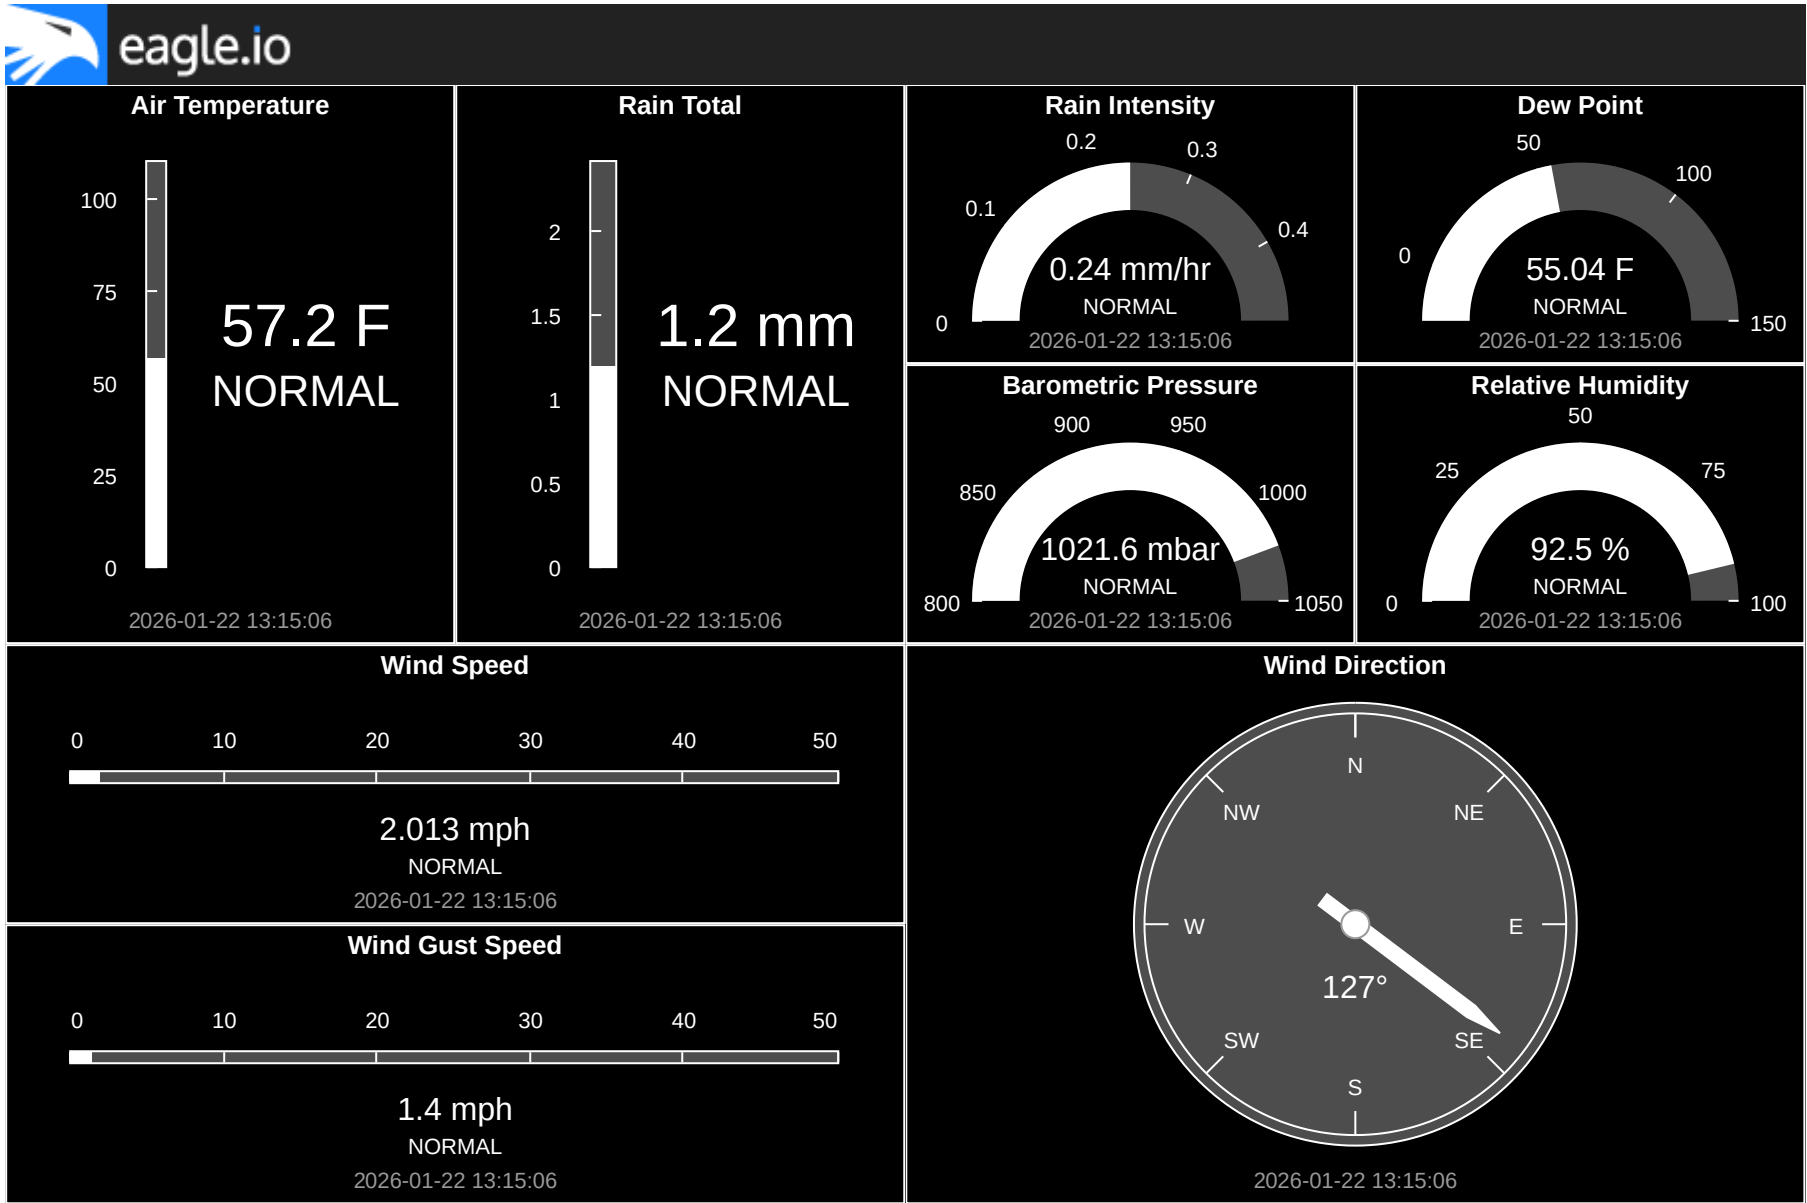 eagle.io
Air Temperature
100
75
50
25
0
57.2 F
NORMAL
2026-01-22 13:15:06
Rain Total
2
1.5
1
0.5
0
1.2 mm
NORMAL
2026-01-22 13:15:06
Rain Intensity
0
0.1
0.2
0.3
0.4
0.24 mm/hr
NORMAL
2026-01-22 13:15:06
Dew Point
0
50
100
150
55.04 F
NORMAL
2026-01-22 13:15:06
Barometric Pressure
800
850
900
950
1000
1050
1021.6 mbar
NORMAL
2026-01-22 13:15:06
Relative Humidity
0
25
50
75
100
92.5 %
NORMAL
2026-01-22 13:15:06
Wind Speed
0 10 20 30 40 50
2.013 mph
NORMAL
2026-01-22 13:15:06
Wind Gust Speed
0 10 20 30 40 50
1.4 mph
NORMAL
2026-01-22 13:15:06
Wind Direction
N
NW NE
W E
127°
SW SE
S
2026-01-22 13:15:06